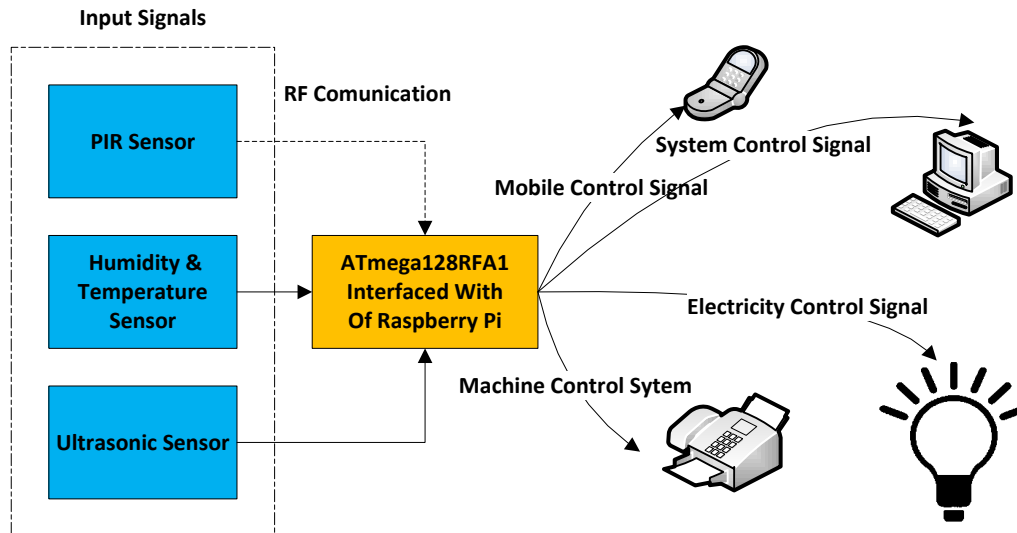 Input Signals
RF Comunication
PIR Sensor
Humidity &
Temperature
Sensor
Ultrasonic Sensor
ATmega128RFA1
Interfaced With
Of Raspberry Pi
System Control Signal
Mobile Control Signal
Electricity Control Signal
Machine Control Sytem